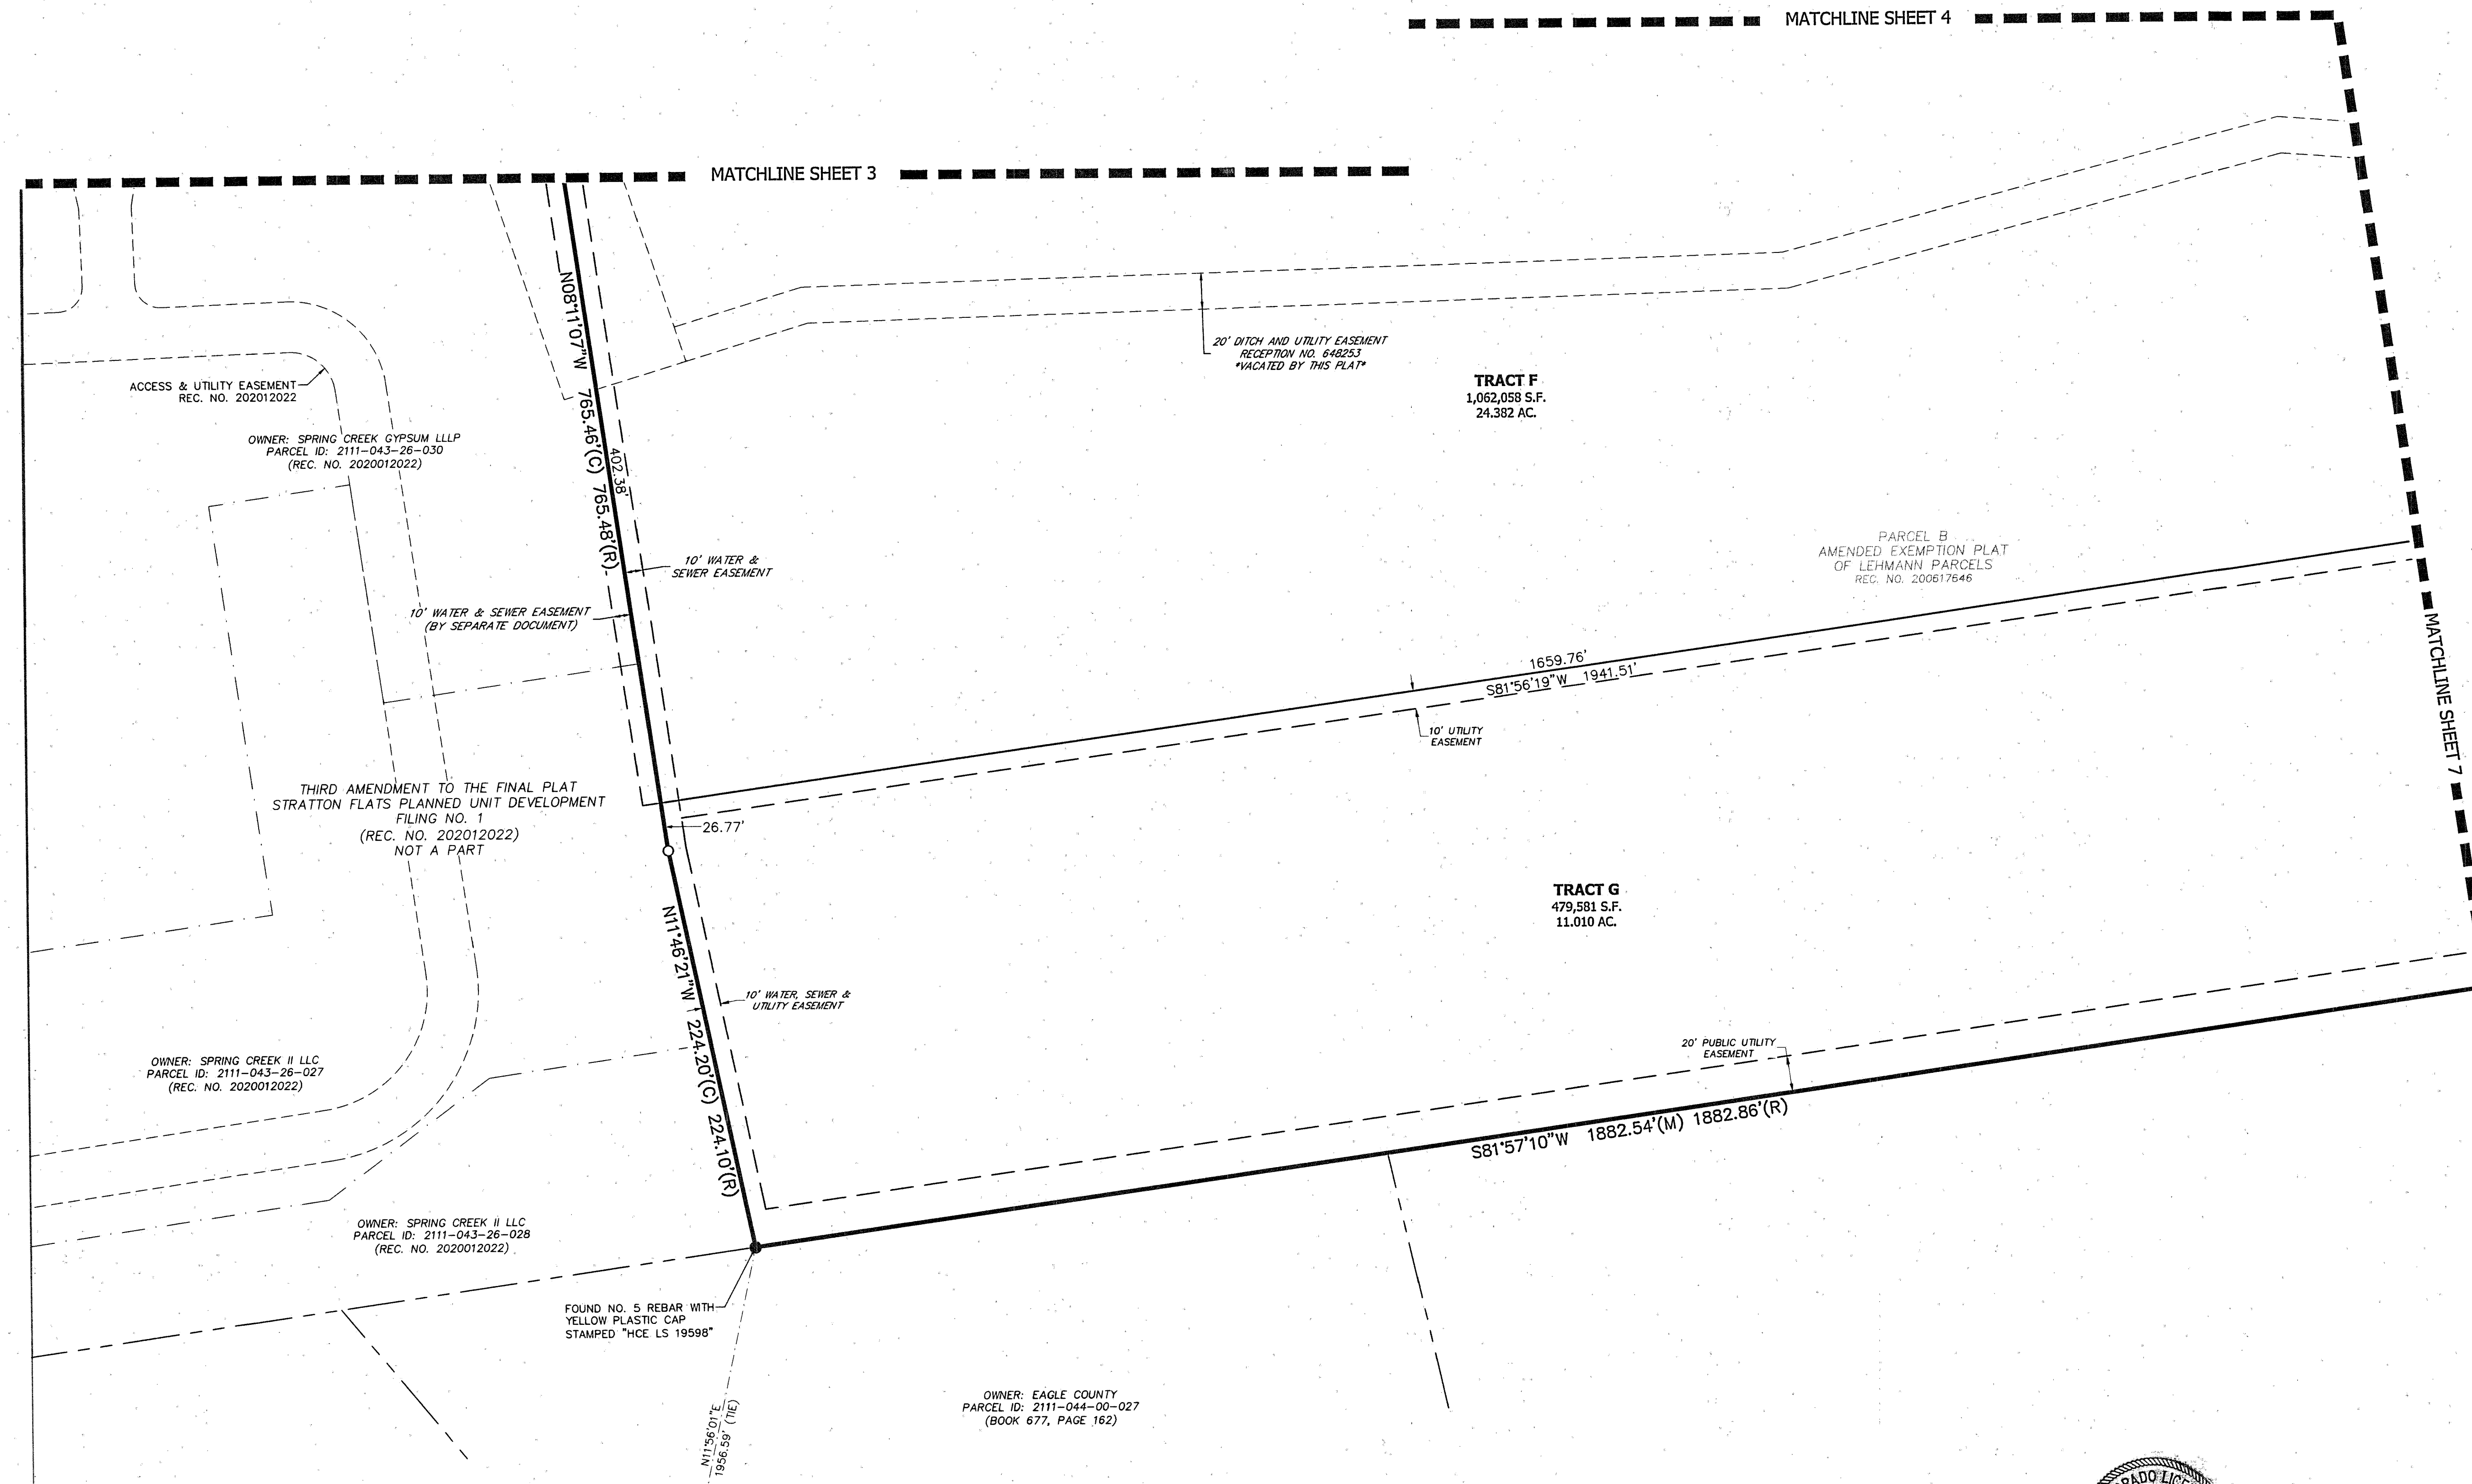 MATCHLINE SHEET 4
MATCHLINE SHEET 3
N08°11'07"W 765.46'(C) 765.48'(R)
402.38'
20' DITCH AND UTILITY EASEMENT
RECEPTION NO. 648253
*VACATED BY THIS PLAT*
TRACT F
1,062,058 S.F.
24.382 AC.
ACCESS & UTILITY EASEMENT
REC. NO. 202012022
OWNER: SPRING CREEK GYPSUM LLLP
PARCEL ID: 2111-043-26-030
(REC. NO. 2020012022)
10' WATER &
SEWER EASEMENT
10' WATER & SEWER EASEMENT
(BY SEPARATE DOCUMENT)
PARCEL B
AMENDED EXEMPTION PLAT
OF LEHMANN PARCELS
REC. NO. 200617646
1659.76'
S81°56'19"W 1941.51'
10' UTILITY
EASEMENT
MATCHLINE SHEET 7
THIRD AMENDMENT TO THE FINAL PLAT
STRATTON FLATS PLANNED UNIT DEVELOPMENT
FILING NO. 1
(REC. NO. 202012022)
NOT A PART
26.77'
TRACT G
479,581 S.F.
11.010 AC.
N11°46'21"W 224.20'(C) 224.10'(R)
10' WATER, SEWER &
UTILITY EASEMENT
20' PUBLIC UTILITY
EASEMENT
S81°57'10"W 1882.54'(M) 1882.86'(R)
OWNER: SPRING CREEK II LLC
PARCEL ID: 2111-043-26-027
(REC. NO. 2020012022)
OWNER: SPRING CREEK II LLC
PARCEL ID: 2111-043-26-028
(REC. NO. 2020012022)
FOUND NO. 5 REBAR WITH
YELLOW PLASTIC CAP
STAMPED "HCE LS 19598"
N11°56'01"E
1956.59' (TIE)
OWNER: EAGLE COUNTY
PARCEL ID: 2111-044-00-027
(BOOK 677, PAGE 162)
RADO LICE